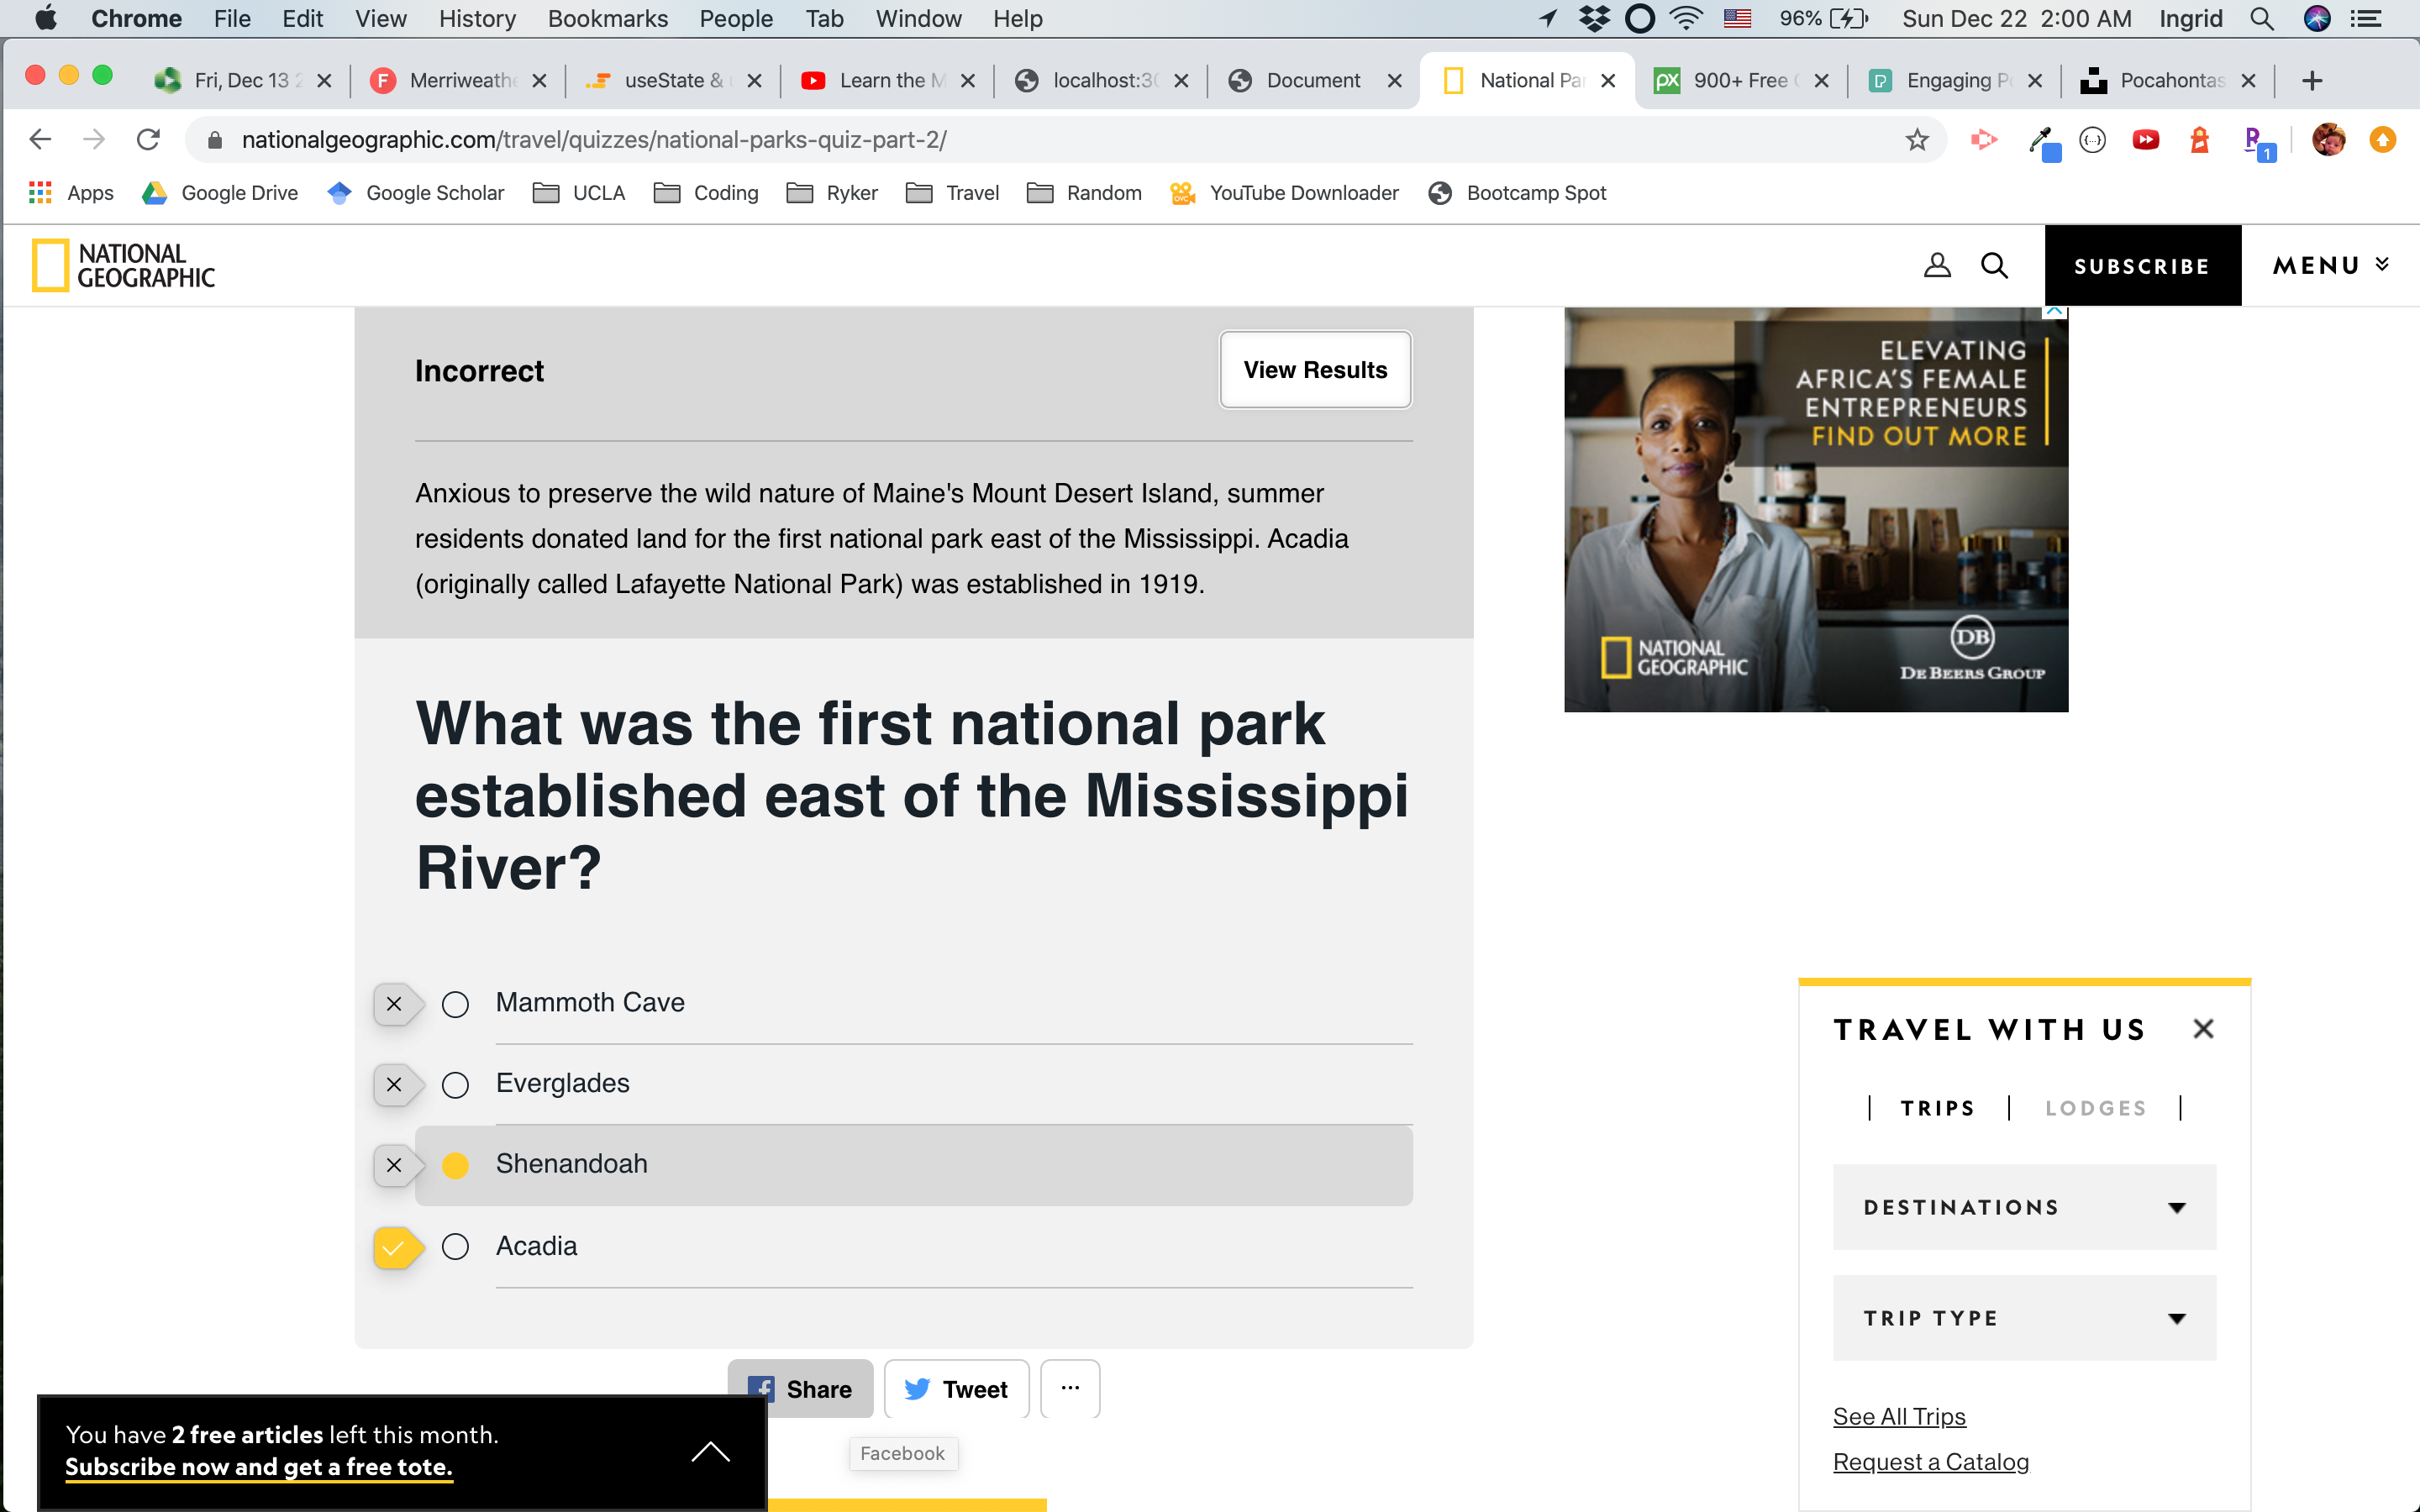 Chrome File Edit View History Bookmarks People Tab Window Help 96% Sun Dec 22 2:00 AM Ingrid
Fri, Dec 13 2 Merriweathe useState & Learn the M localhost:30 Document National Par 900+ Free Engaging Po Pocahontas
nationalgeographic.com/travel/quizzes/national-parks-quiz-part-2/
1
Apps Google Drive Google Scholar UCLA Coding Ryker Travel Random YouTube Downloader Bootcamp Spot
NATIONAL
GEOGRAPHIC
SUBSCRIBE MENU
Incorrect
View Results
Anxious to preserve the wild nature of Maine's Mount Desert Island, summer
residents donated land for the first national park east of the Mississippi. Acadia
(originally called Lafayette National Park) was established in 1919.
What was the first national park
established east of the Mississippi
River?
Mammoth Cave
Everglades
Shenandoah
Acadia
Share Tweet ...
Facebook
You have 2 free articles left this month.
Subscribe now and get a free tote.
ELEVATING
AFRICA'S FEMALE
ENTREPRENEURS
FIND OUT MORE
NATIONAL
GEOGRAPHIC
DB
DE BEERS GROUP
TRAVEL WITH US
TRIPS LODGES
DESTINATIONS
TRIP TYPE
See All Trips
Request a Catalog